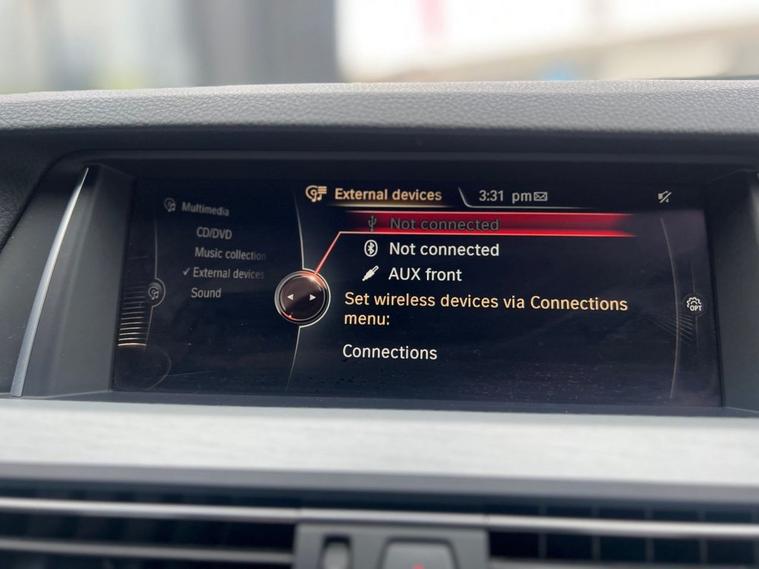 External devices
3:31 pm
Multimedia
CD/DVD
Music collection
External devices
Sound
Not connected
Not connected
AUX front
Set wireless devices via Connections
menu:
Connections
OPT